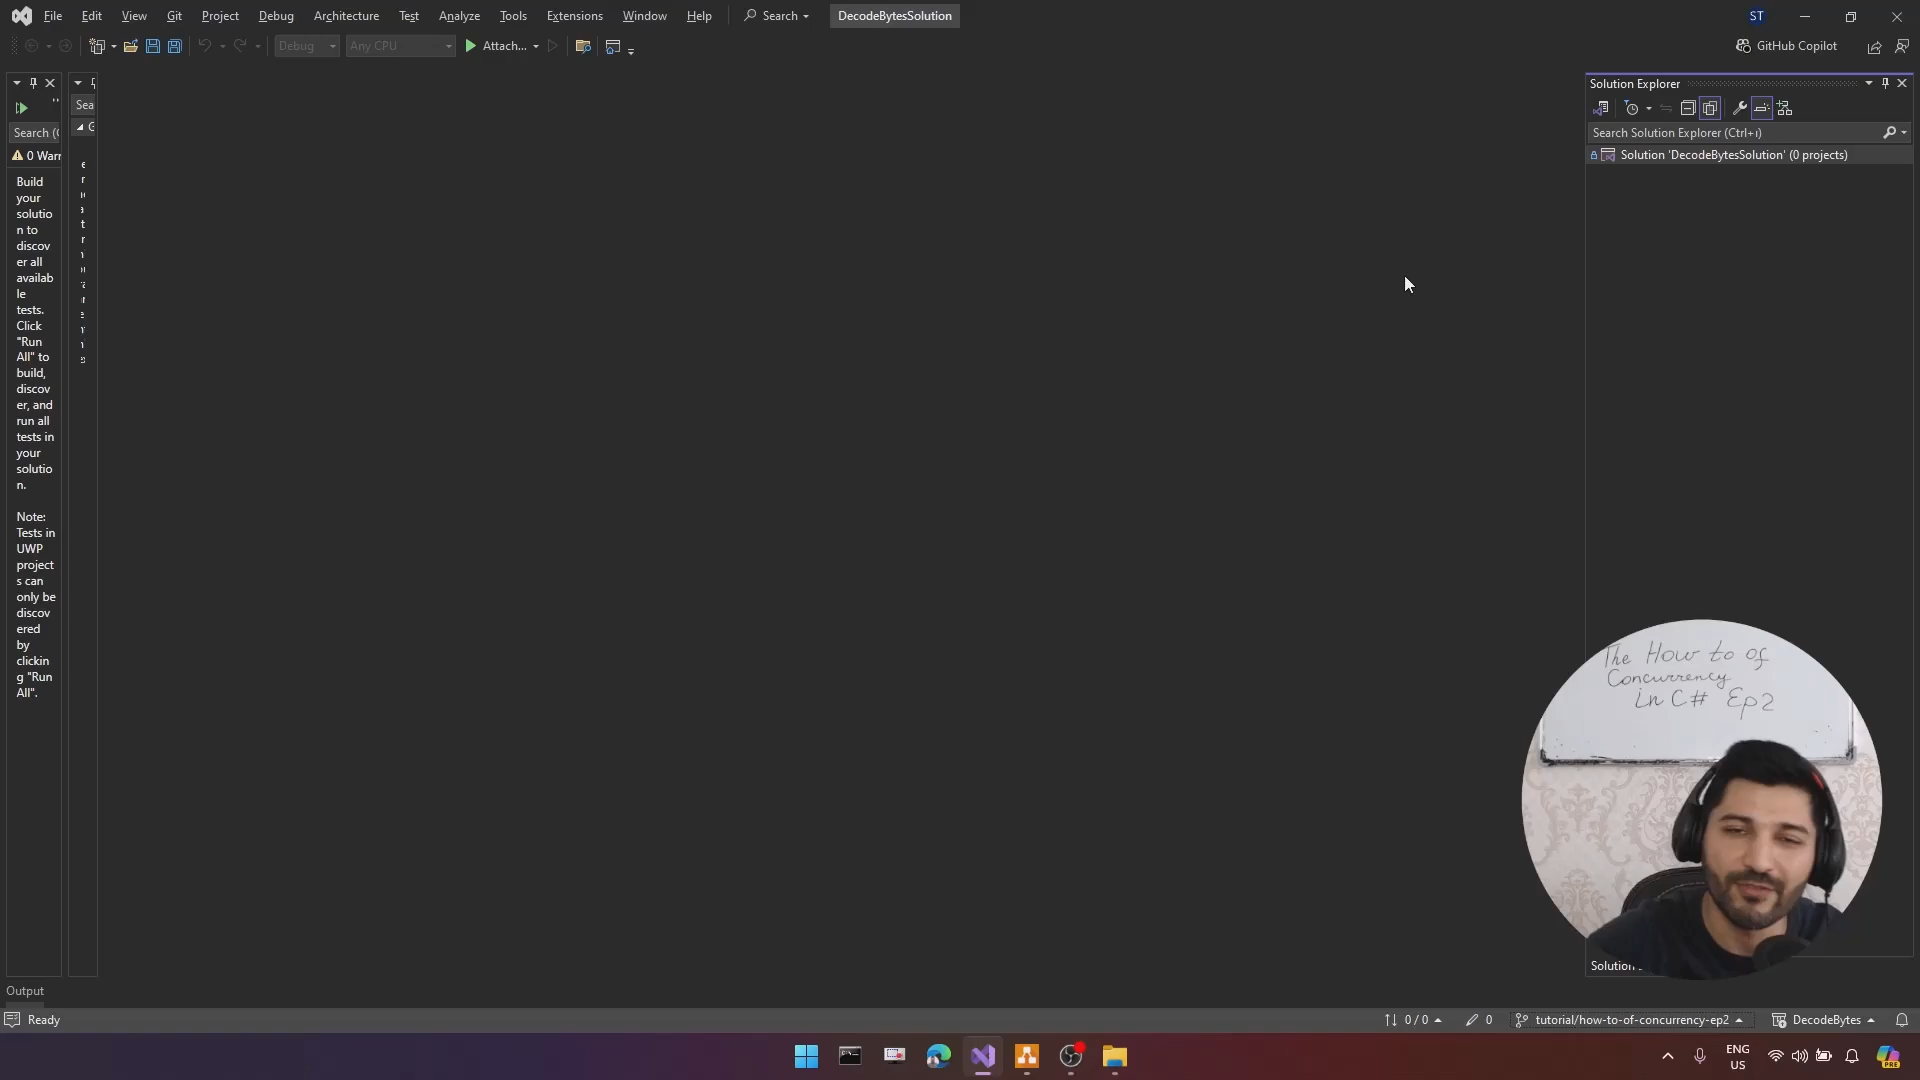 File Edit View Git Project Debug Architecture Test Analyze Tools Extensions Window Help Search DecodeBytesSolution ST
Debug Any CPU Attach... GitHub Copilot
Solution Explorer
Sea
Search (
Search Solution Explorer (Ctrl+ı)
0 Warr
Solution 'DecodeBytesSolution' (0 projects)
Build
your
solutio
n to
discov
er all
availab
le
tests.
Click
"Run
All" to
build,
discov
er, and
run all
tests in
your
solutio
n.
Note:
Tests in
UWP
project
s can
only be
discov
ered
by
clickin
g "Run
All".
The How to of
Concurrency
in C# Ep2
Solution
Output
Ready 0 / 0 0 tutorial/how-to-of-concurrency-ep2 DecodeBytes
ENG
US
PRE